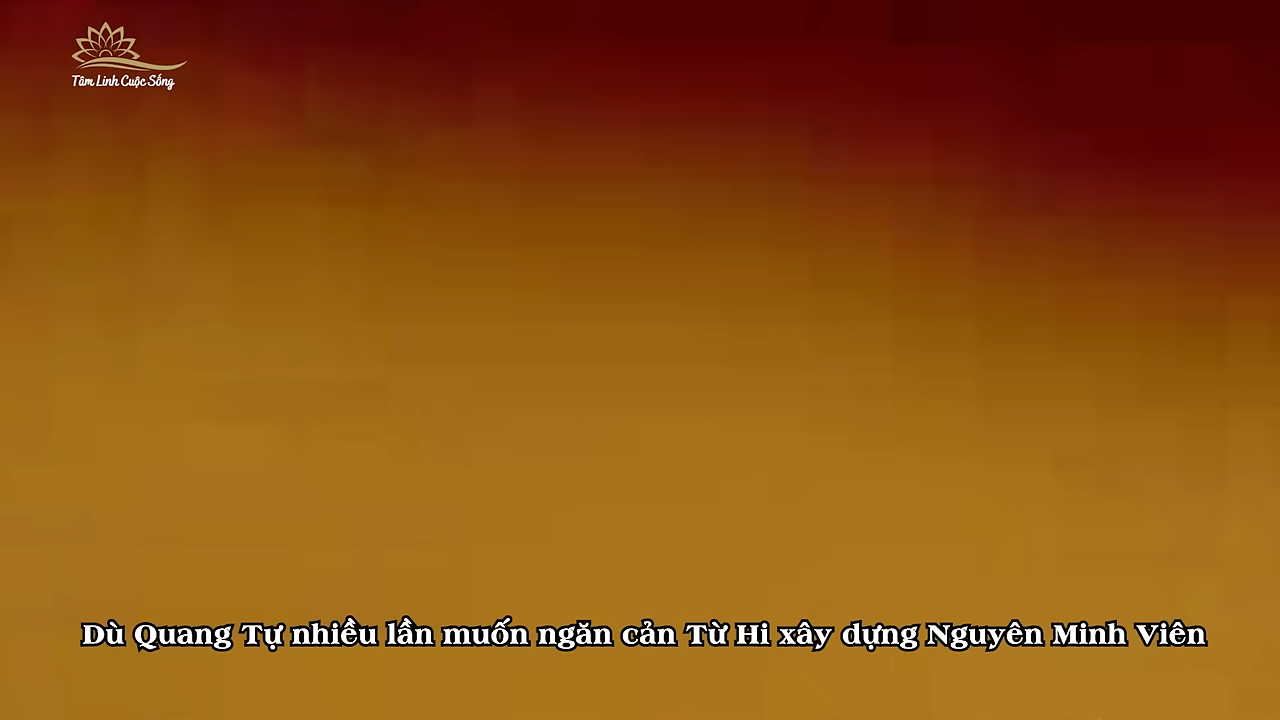 Tâm Linh Cuộc Sống
Dù Quang Tự nhiều lần muốn ngăn cản Từ Hi xây dựng Nguyên Minh Viên